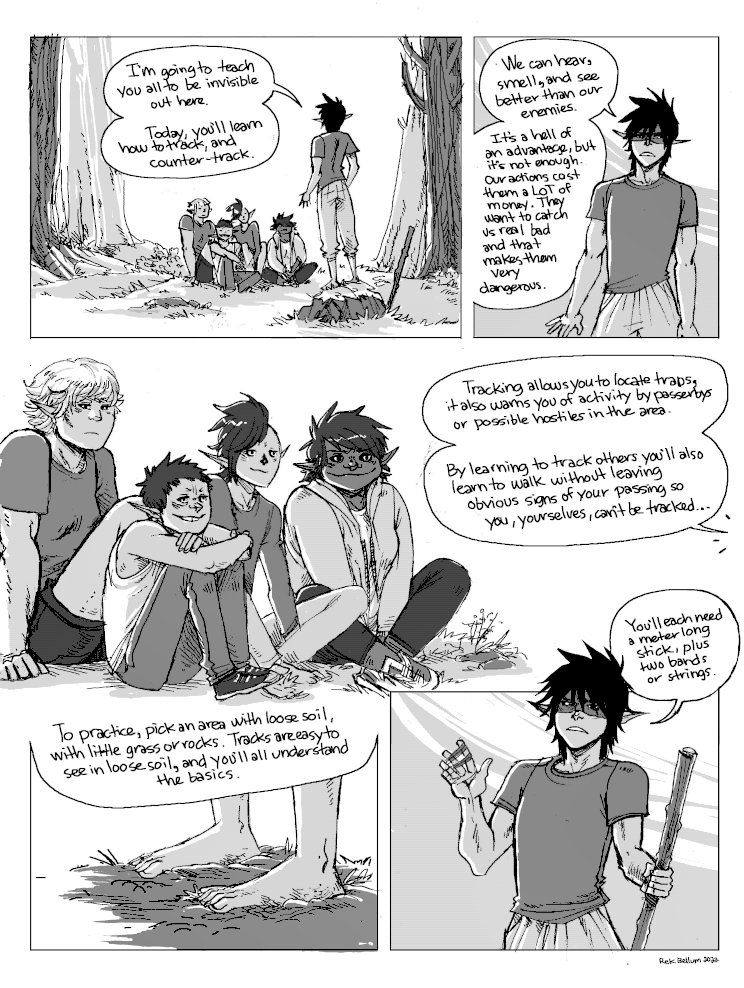 I'm going to teach
you all to be invisible
out here.
Today, you'll learn
how to track, and
counter-track.
We can hear,
smell, and see
better than our
enemies.
It's a hell of
an advantage, but
it's not enough.
Our actions cost
them a LOT of
money. They
want to catch
us real bad
and that
makes them
very
dangerous.
Tracking allows you to locate traps,
it also warns you of activity by passerbys
or possible hostiles in the area.
By learning to track others you'll also
learn to walk without leaving
obvious signs of your passing so
you, yourselves, can't be tracked...
To practice, pick an area with loose soil,
with little grass or rocks. Tracks are easy to
see in loose soil, and you'll all understand
the basics.
You'll each need
a meter long
stick, plus
two bands
or strings.
Rek Bellum 2022